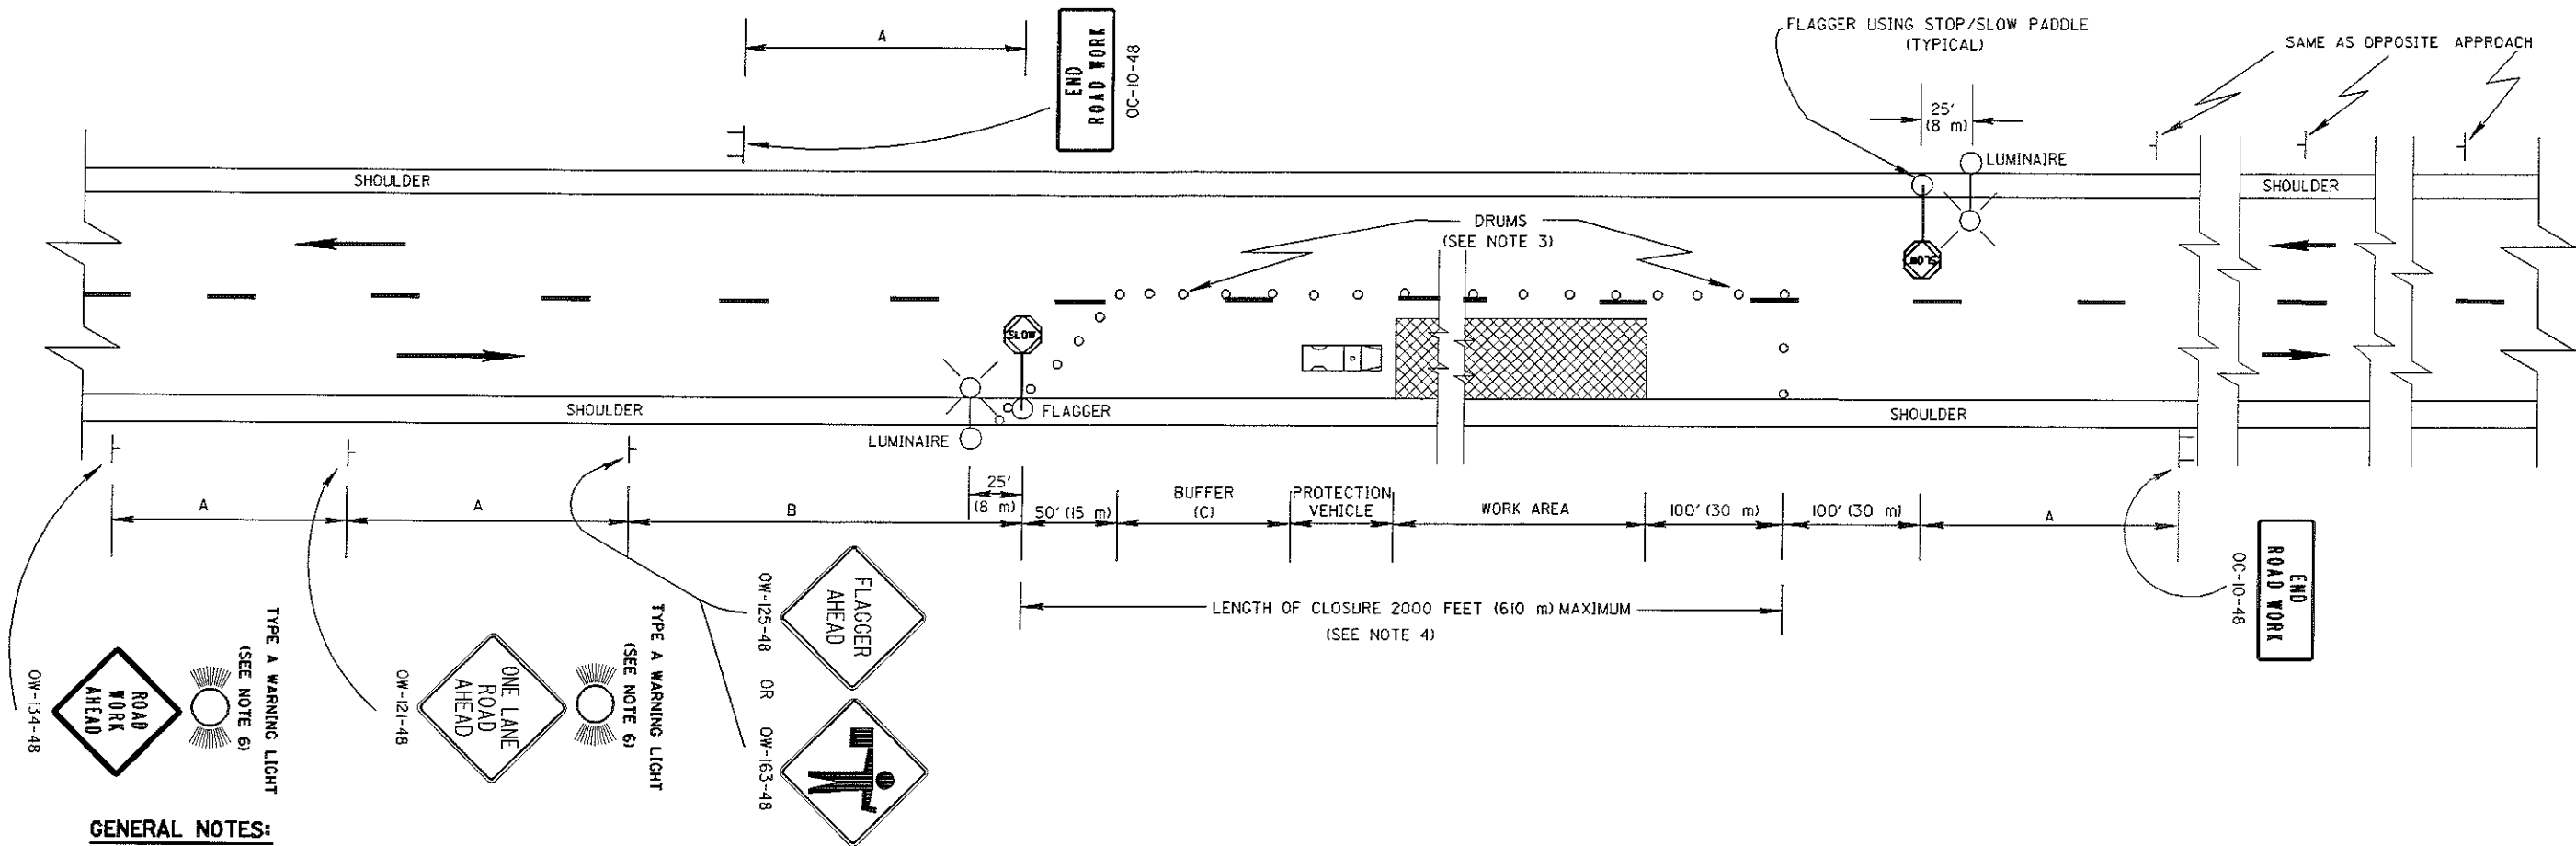 A
END
ROAD WORK
OC-10-48
FLAGGER USING STOP/SLOW PADDLE
(TYPICAL)
SAME AS OPPOSITE APPROACH
25'
(8 m)
LUMINAIRE
SHOULDER
SHOULDER
DRUMS
(SEE NOTE 3)
SLOW
SLOW
SHOULDER
FLAGGER
SHOULDER
LUMINAIRE
A
A
B
25'
(8 m)
50' (15 m)
BUFFER
(C)
PROTECTION
VEHICLE
WORK AREA
100' (30 m)
100' (30 m)
A
END
ROAD WORK
OC-10-48
LENGTH OF CLOSURE 2000 FEET (610 m) MAXIMUM
(SEE NOTE 4)
OW-134-48
ROAD
WORK
AHEAD
TYPE A WARNING LIGHT
(SEE NOTE 6)
OW-121-48
ONE LANE
ROAD
AHEAD
TYPE A WARNING LIGHT
(SEE NOTE 6)
FLAGGER
AHEAD
OW-125-48 OR OW-163-48
GENERAL NOTES: